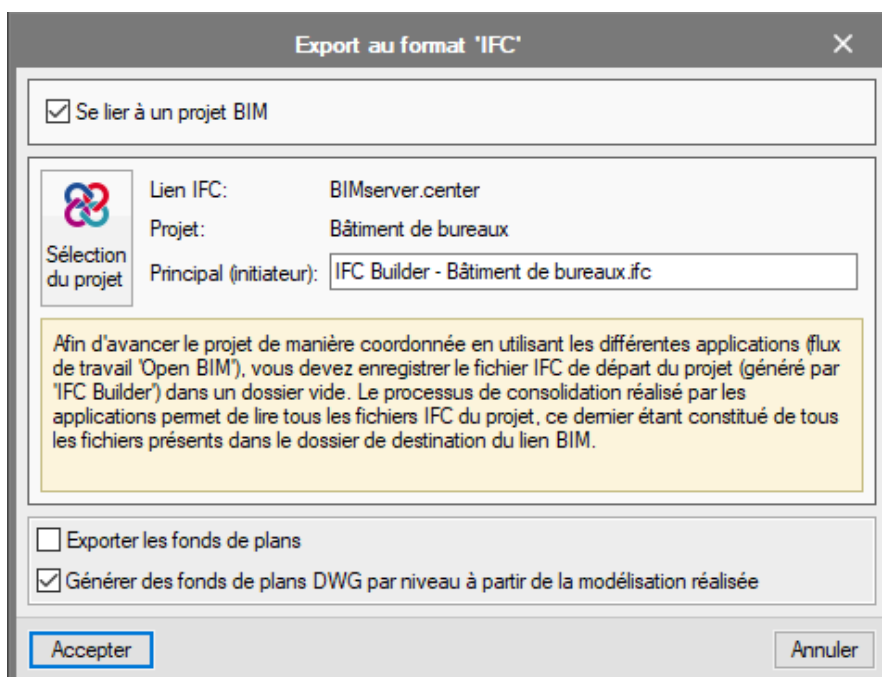 Export au format 'IFC'
Se lier à un projet BIM
Sélection
du projet
Lien IFC: BIMserver.center
Projet: Bâtiment de bureaux
Principal (initiateur): IFC Builder - Bâtiment de bureaux.ifc
Afin d'avancer le projet de manière coordonnée en utilisant les différentes applications (flux
de travail "Open BIM"), vous devez enregistrer le fichier IFC de départ du projet (généré par
"IFC Builder") dans un dossier vide. Le processus de consolidation réalisé par les
applications permet de lire tous les fichiers IFC du projet, ce dernier étant constitué de tous
les fichiers présents dans le dossier de destination du lien BIM.
Exporter les fonds de plans
Générer des fonds de plans DWG par niveau à partir de la modélisation réalisée
Accepter
Annuler